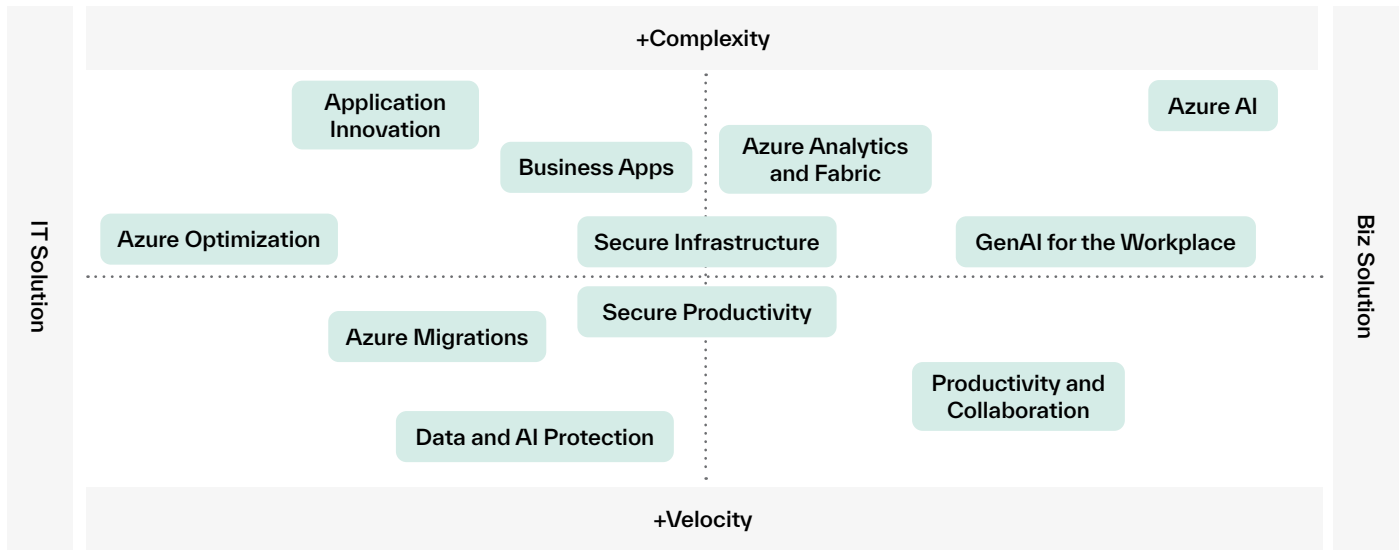 +Complexity
Application
Innovation
Azure AI
Business Apps
Azure Analytics
and Fabric
Azure Optimization
Secure Infrastructure
GenAI for the Workplace
IT Solution
Biz Solution
Secure Productivity
Azure Migrations
Productivity and
Collaboration
Data and AI Protection
+Velocity